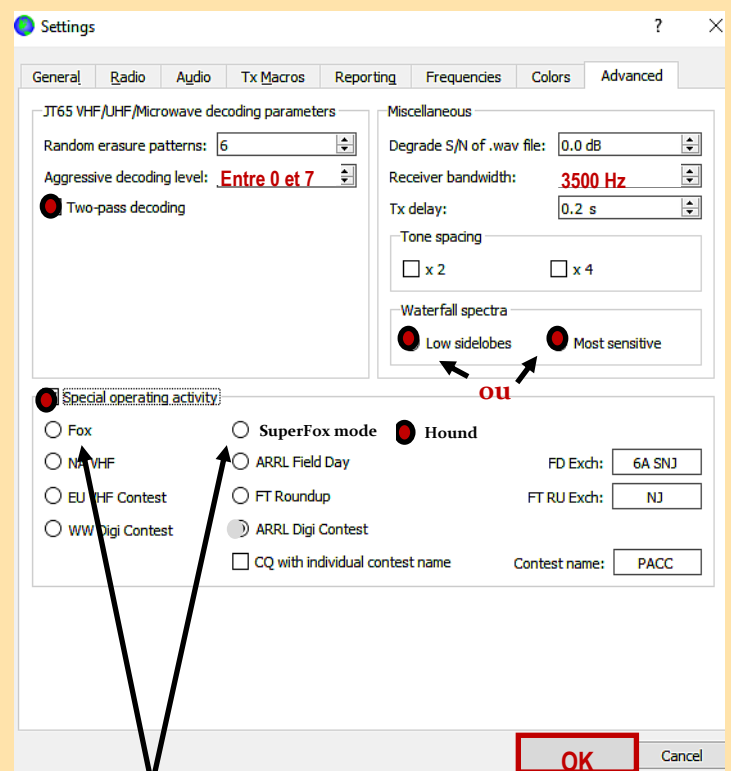 Settings ?
General Radio Audio Tx Macros Reporting Frequencies Colors Advanced
JT65 VHF/UHF/Microwave decoding parameters
Random erasure patterns: 6
Aggressive decoding level: Entre 0 et 7
Two-pass decoding
Miscellaneous
Degrade S/N of .wav file: 0.0 dB
Receiver bandwidth: 3500 Hz
Tx delay: 0.2 s
Tone spacing
x 2 x 4
Waterfall spectra
Low sidelobes Most sensitive
ou
Special operating activity
Fox SuperFox mode Hound
NA VHF ARRL Field Day FD Exch: 6A SNJ
EU VHF Contest FT Roundup FT RU Exch: NJ
WW Digi Contest ARRL Digi Contest
CQ with individual contest name Contest name: PACC
OK Cancel